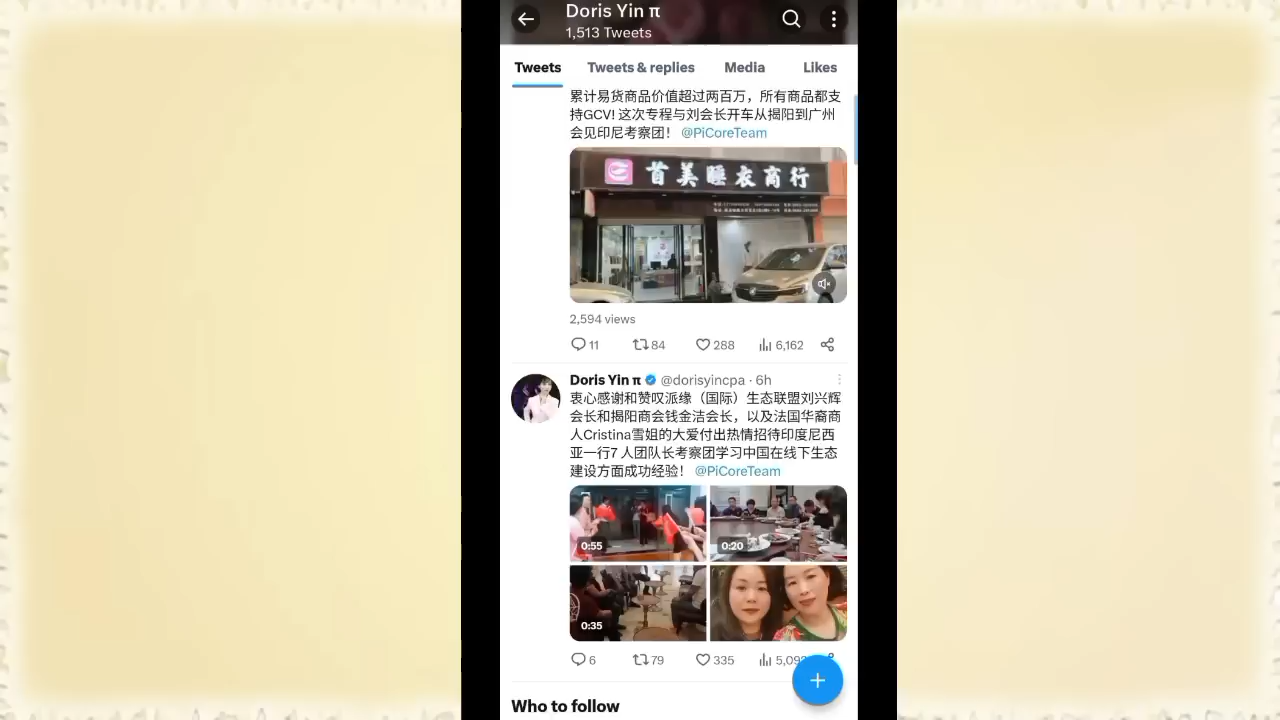 Doris Yin π
1,513 Tweets
Tweets
Tweets & replies
Media
Likes
累计易货商品价值超过两百万，所有商品都支
持GCV! 这次专程与刘会长开车从揭阳到广州
会见印尼考察团！ @PiCoreTeam
首美睡衣商行
2,594 views
11
84
288
6,162
Doris Yin π @dorisyincpa · 6h
衷心感谢和赞叹派缘（国际）生态联盟刘兴辉
会长和揭阳商会钱金洁会长，以及法国华裔商
人Cristina雪姐的大爱付出热情招待印度尼西
亚一行7 人团队长考察团学习中国在线下生态
建设方面成功经验！ @PiCoreTeam
0:55
0:20
0:35
6
79
335
5,09
Who to follow